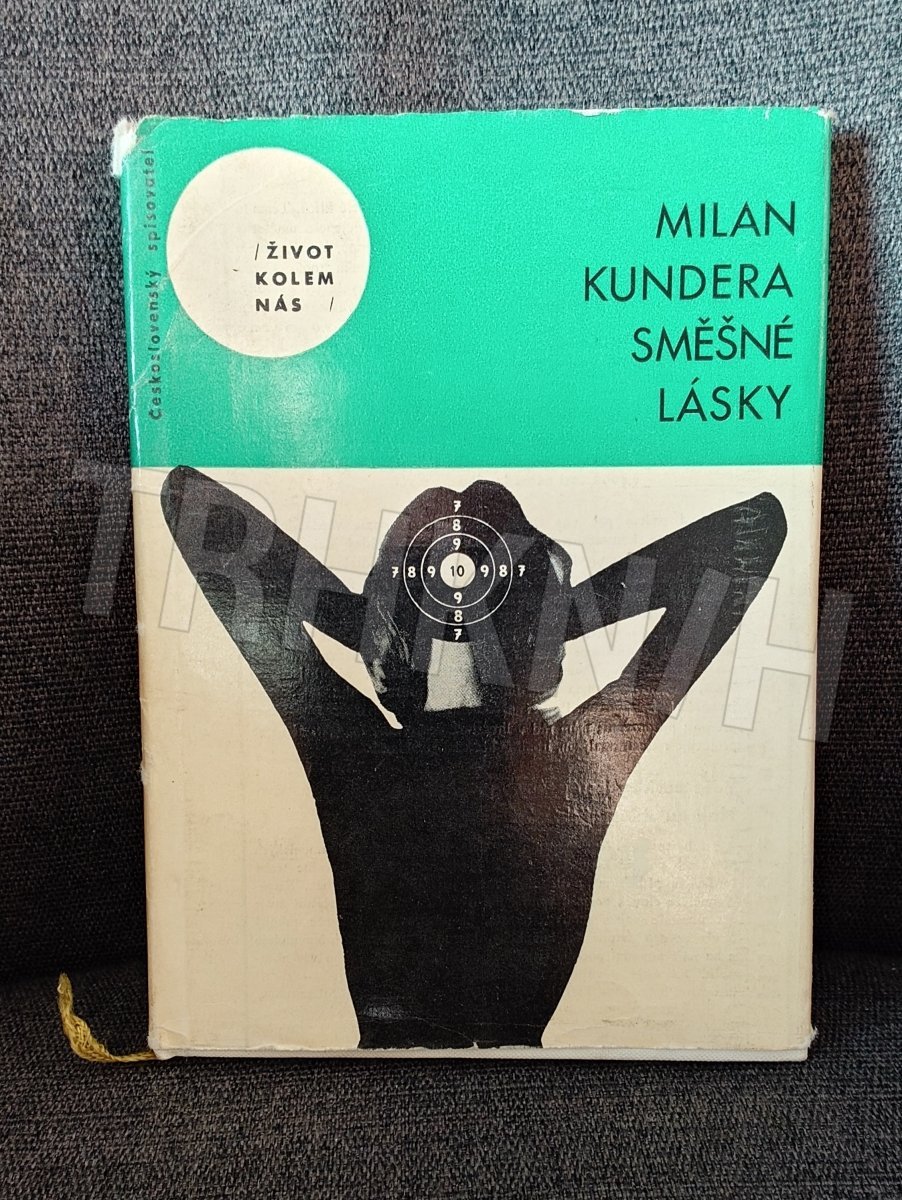 Československý spisovatel
/ŽIVOT
KOLEM
NÁS /
MILAN
KUNDERA
SMĚŠNÉ
LÁSKY
7
8
9
7 8 9 10 9 8 7
9
8
7
TRHKNIH